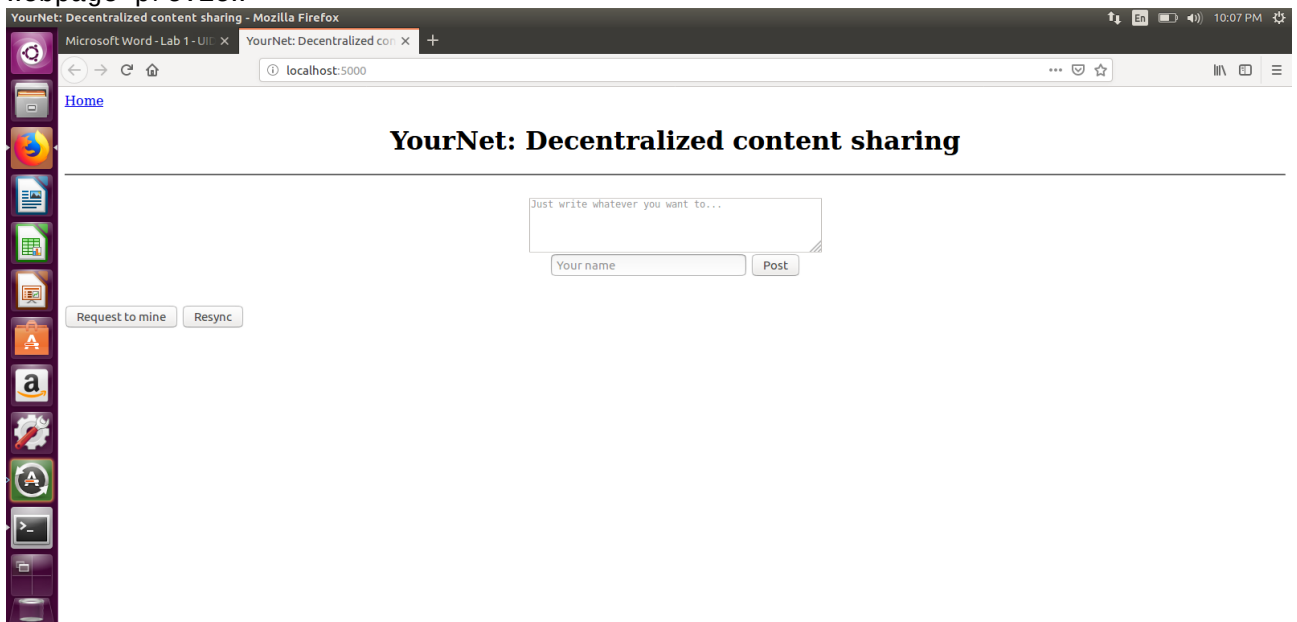 YourNet: Decentralized content sharing - Mozilla Firefox
En
10:07 PM
Microsoft Word - Lab 1 - UID
YourNet: Decentralized con
localhost:5000
Home
YourNet: Decentralized content sharing
Just write whatever you want to...
Your name
Post
Request to mine
Resync